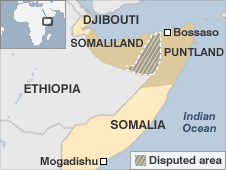 DJIBOUTI
SOMALILAND
Bossaso
PUNTLAND
ETHIOPIA
Indian
Ocean
SOMALIA
Mogadishu
Disputed area